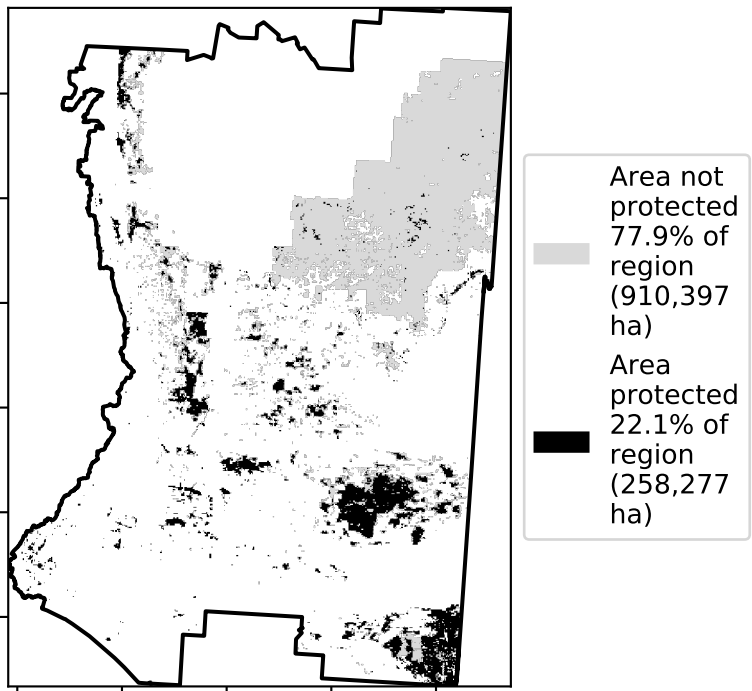 Area not
protected
77.9% of
region
(910,397
ha)
Area
protected
22.1% of
region
(258,277
ha)